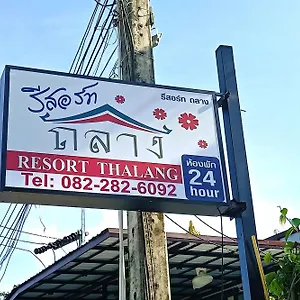 รีสอร์ท
รีสอร์ท ถลาง
ถลาง
RESORT THALANG
Tel: 082-282-6092
ห้องพัก
24
hour